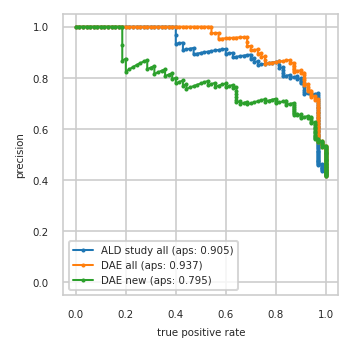 1.0
0.8
0.6
0.4
0.2
0.0
precision
ALD study all (aps: 0.905)
DAE all (aps: 0.937)
DAE new (aps: 0.795)
0.0 0.2 0.4 0.6 0.8 1.0
true positive rate